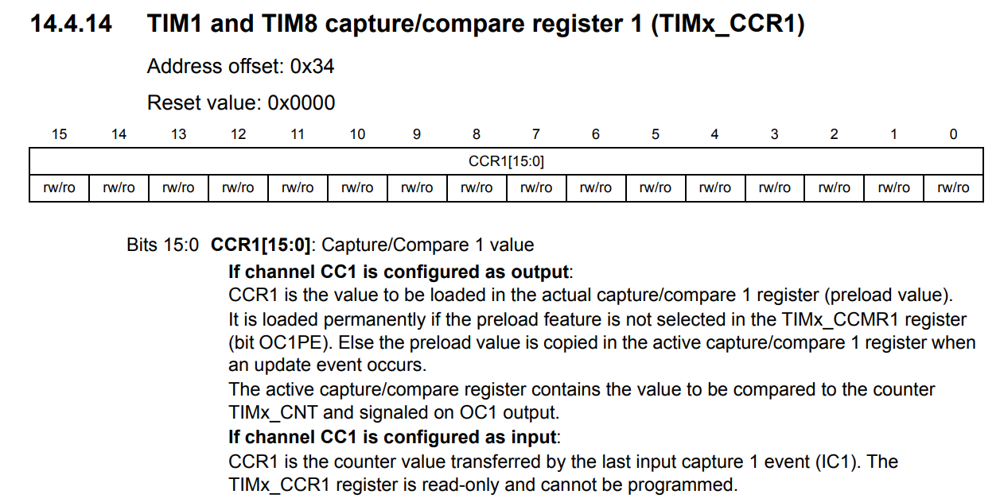 14.4.14 TIM1 and TIM8 capture/compare register 1 (TIMx_CCR1)
Address offset: 0x34
Reset value: 0x0000
15 14 13 12 11 10 9 8 7 6 5 4 3 2 1 0
CCR1[15:0]
rw/ro rw/ro rw/ro rw/ro rw/ro rw/ro rw/ro rw/ro rw/ro rw/ro rw/ro rw/ro rw/ro rw/ro rw/ro rw/ro
Bits 15:0 CCR1[15:0]: Capture/Compare 1 value
If channel CC1 is configured as output:
CCR1 is the value to be loaded in the actual capture/compare 1 register (preload value).
It is loaded permanently if the preload feature is not selected in the TIMx_CCMR1 register
(bit OC1PE). Else the preload value is copied in the active capture/compare 1 register when
an update event occurs.
The active capture/compare register contains the value to be compared to the counter
TIMx_CNT and signaled on OC1 output.
If channel CC1 is configured as input:
CCR1 is the counter value transferred by the last input capture 1 event (IC1). The
TIMx_CCR1 register is read-only and cannot be programmed.